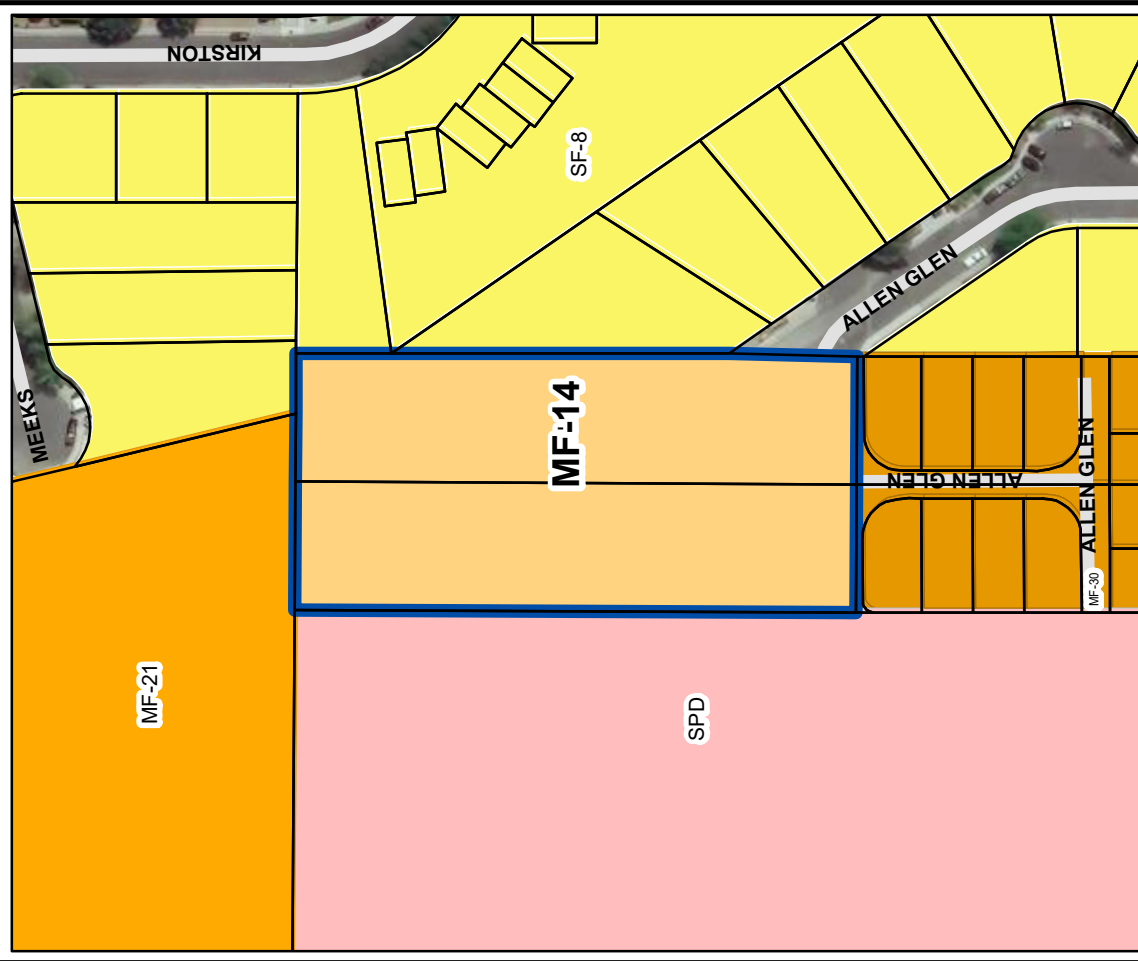 KIRSTON
SF-8
ALLEN GLEN
MEEKS
MF-14
ALLEN GLEN
ALLEN GLEN
MF-30
MF-21
SPD